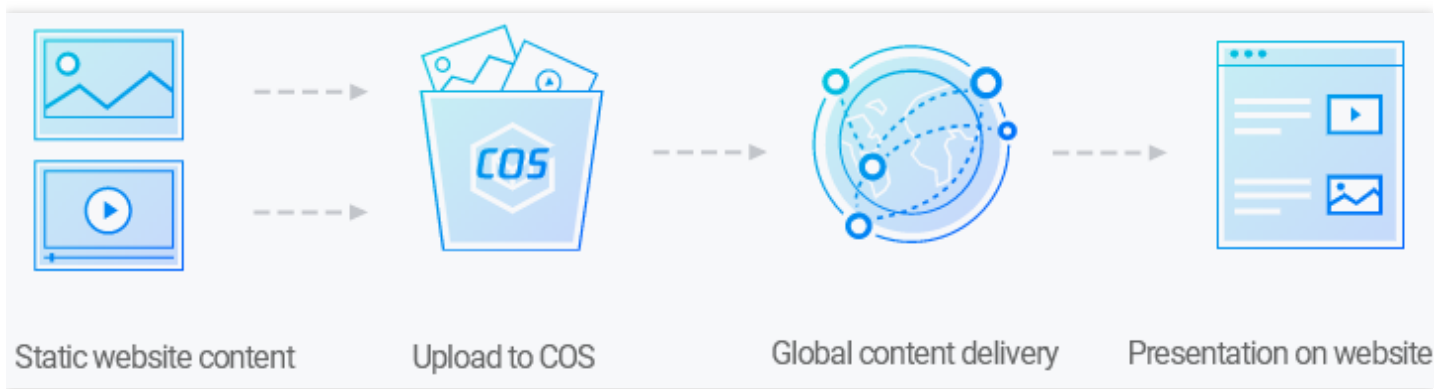 COS
Static website content
Upload to COS
Global content delivery
Presentation on website